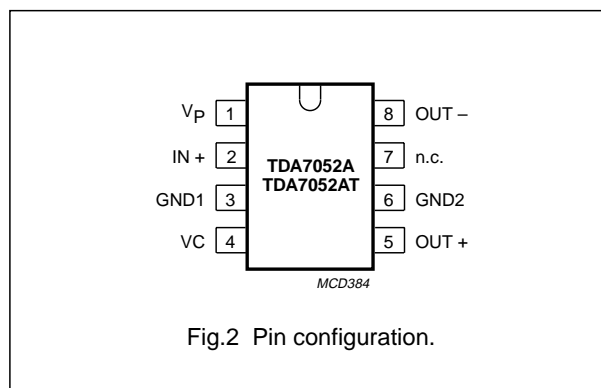 VP 1 8 OUT –
IN + 2 7 n.c.
TDA7052A
TDA7052AT
GND1 3 6 GND2
VC 4 5 OUT +
MCD384
Fig.2 Pin configuration.